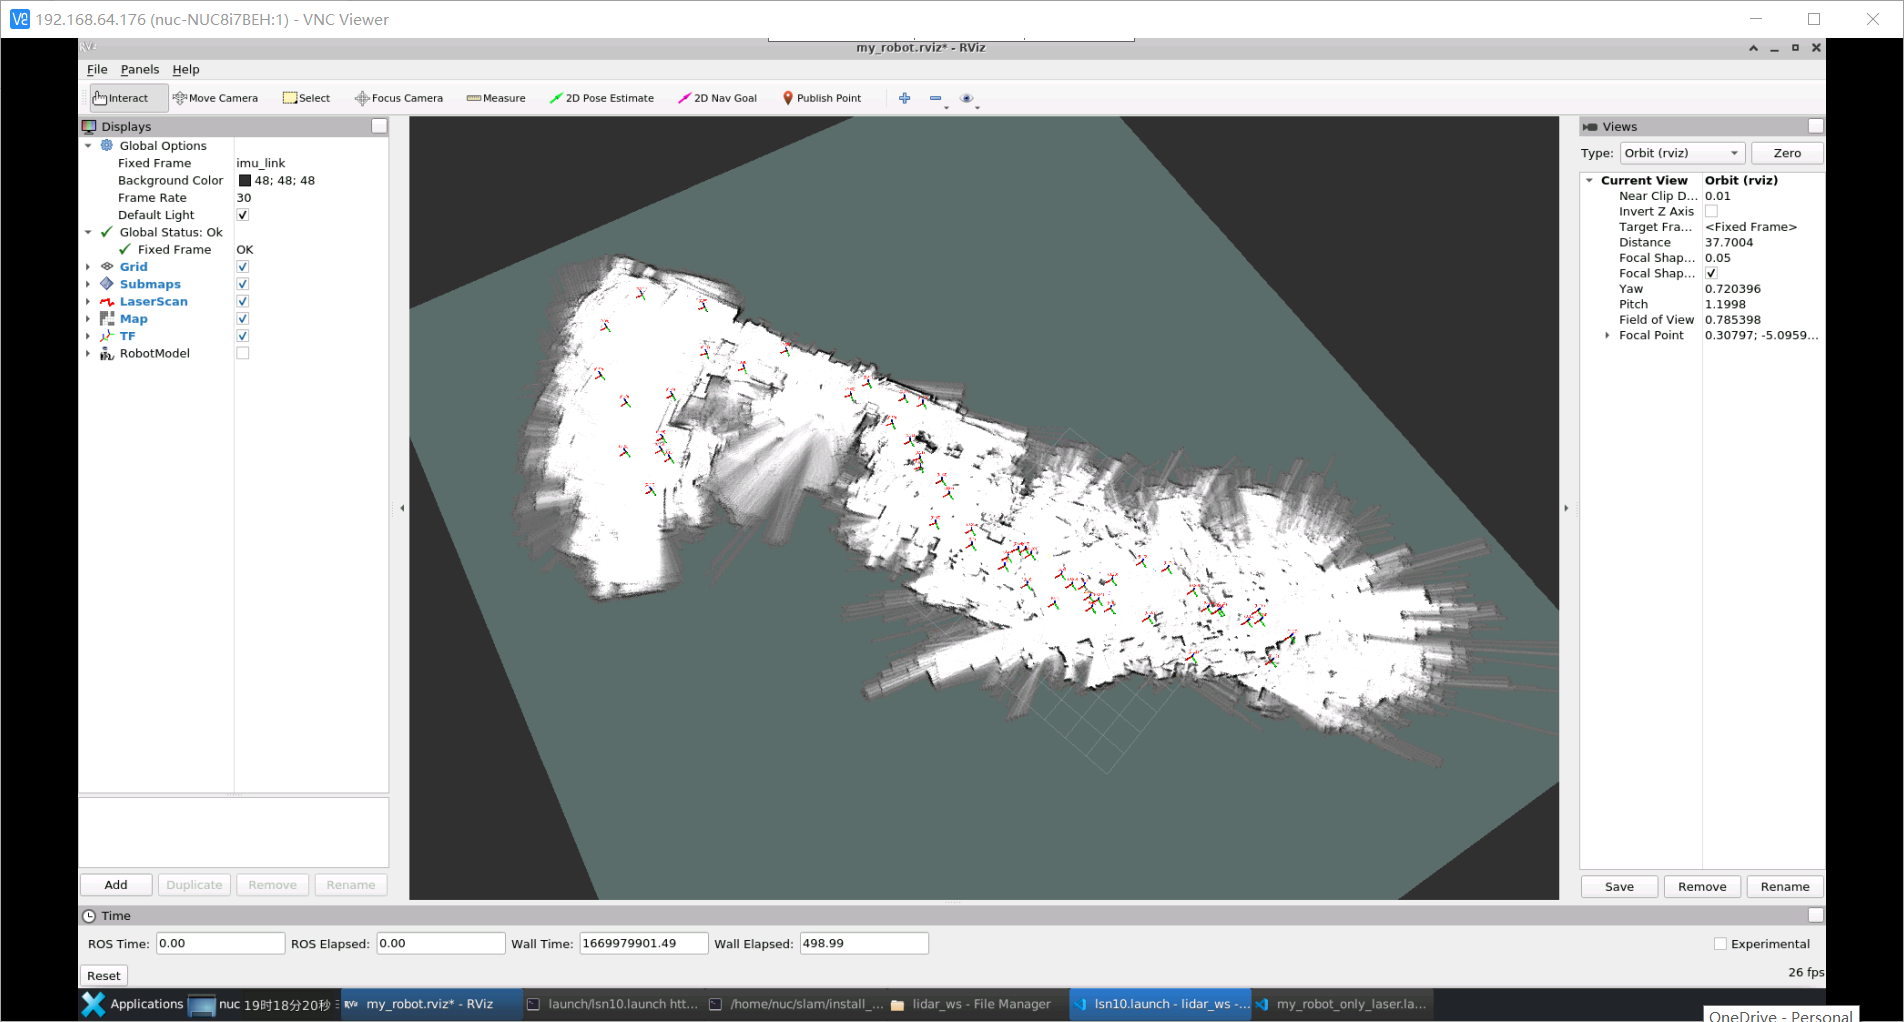 192.168.64.176 (nuc-NUC8i7BEH:1) - VNC Viewer
my_robot.rviz* - RViz
File Panels Help
Interact Move Camera Select Focus Camera Measure 2D Pose Estimate 2D Nav Goal Publish Point
Displays
Global Options
Fixed Frame imu_link
Background Color 48; 48; 48
Frame Rate 30
Default Light
Global Status: Ok
Fixed Frame OK
Grid
Submaps
LaserScan
Map
TF
RobotModel
Add Duplicate Remove Rename
Views
Type: Orbit (rviz) Zero
Current View Orbit (rviz)
Near Clip D... 0.01
Invert Z Axis
Target Fra... <Fixed Frame>
Distance 37.7004
Focal Shap... 0.05
Focal Shap...
Yaw 0.720396
Pitch 1.1998
Field of View 0.785398
Focal Point 0.30797; -5.0959...
Save Remove Rename
Time
ROS Time: 0.00 ROS Elapsed: 0.00 Wall Time: 1669979901.49 Wall Elapsed: 498.99 Experimental
Reset 26 fps
Applications nuc 19时18分20秒 my_robot.rviz* - RViz launch/lsn10.launch htt... /home/nuc/slam/install_... lidar_ws - File Manager lsn10.launch - lidar_ws -... my_robot_only_laser.la...
OneDrive - Personal